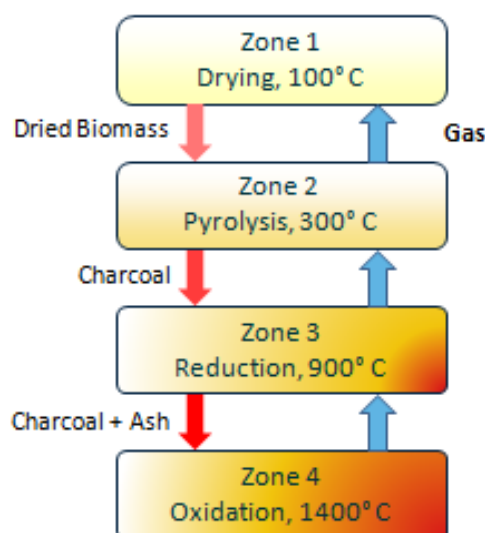 Zone 1
Drying, 100° C
Dried Biomass
Gas
Zone 2
Pyrolysis, 300° C
Charcoal
Zone 3
Reduction, 900° C
Charcoal + Ash
Zone 4
Oxidation, 1400° C